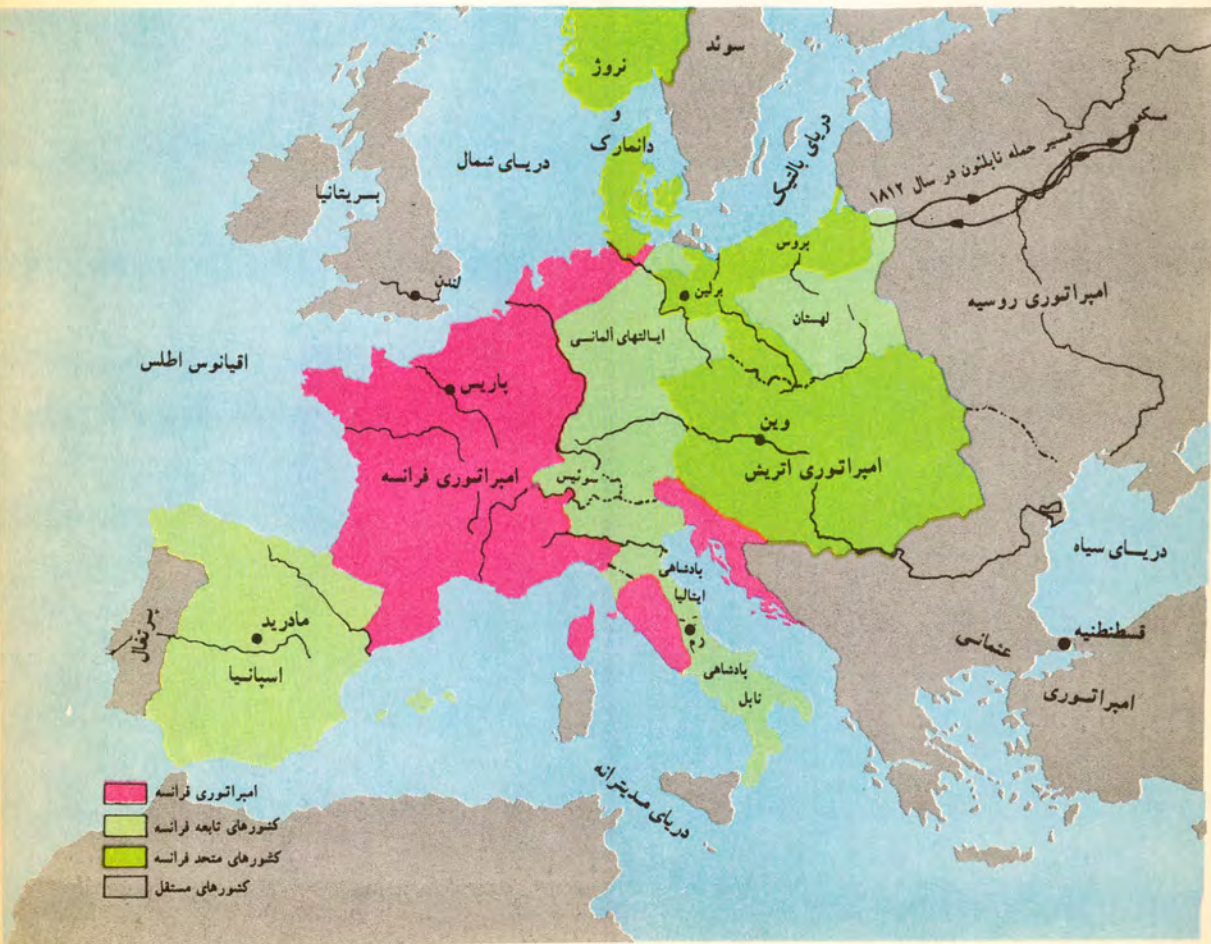 سوئد
نروژ
و
دانمارک
دریای بالتیک
مسکو
مسیر حمله ناپلئون در سال ۱۸۱۲
دریای شمال
بریتانیا
لندن
پروس
برلین
امپراتوری روسیه
لهستان
ایالتهای آلمانی
اقیانوس اطلس
پاریس
وین
امپراتوری اتریش
امپراتوری فرانسه
سوئیس
دریای سیاه
پادشاهی
ایتالیا
رم
پادشاهی
ناپل
قسطنطنیه
عثمانی
امپراتوری
پرتغال
مادرید
اسپانیا
دریای مدیترانه
امپراتوری فرانسه
کشورهای تابعه فرانسه
کشورهای متحد فرانسه
کشورهای مستقل